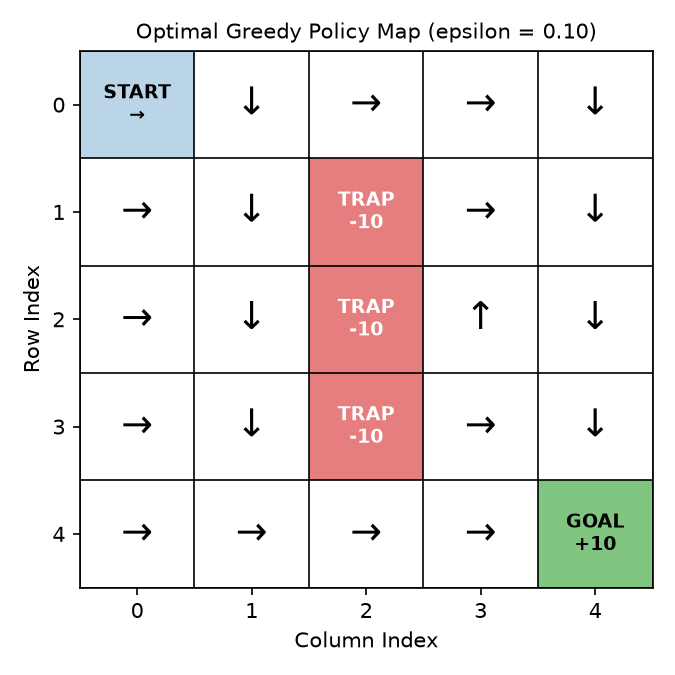 Optimal Greedy Policy Map (epsilon = 0.10)
0
START
→ ↓ → → ↓
1
→ ↓ TRAP → ↓
-10
2
→ ↓ TRAP ↑ ↓
-10
3
→ ↓ TRAP → ↓
-10
4
→ → → → GOAL
+10
0 1 2 3 4
Column Index
Row Index